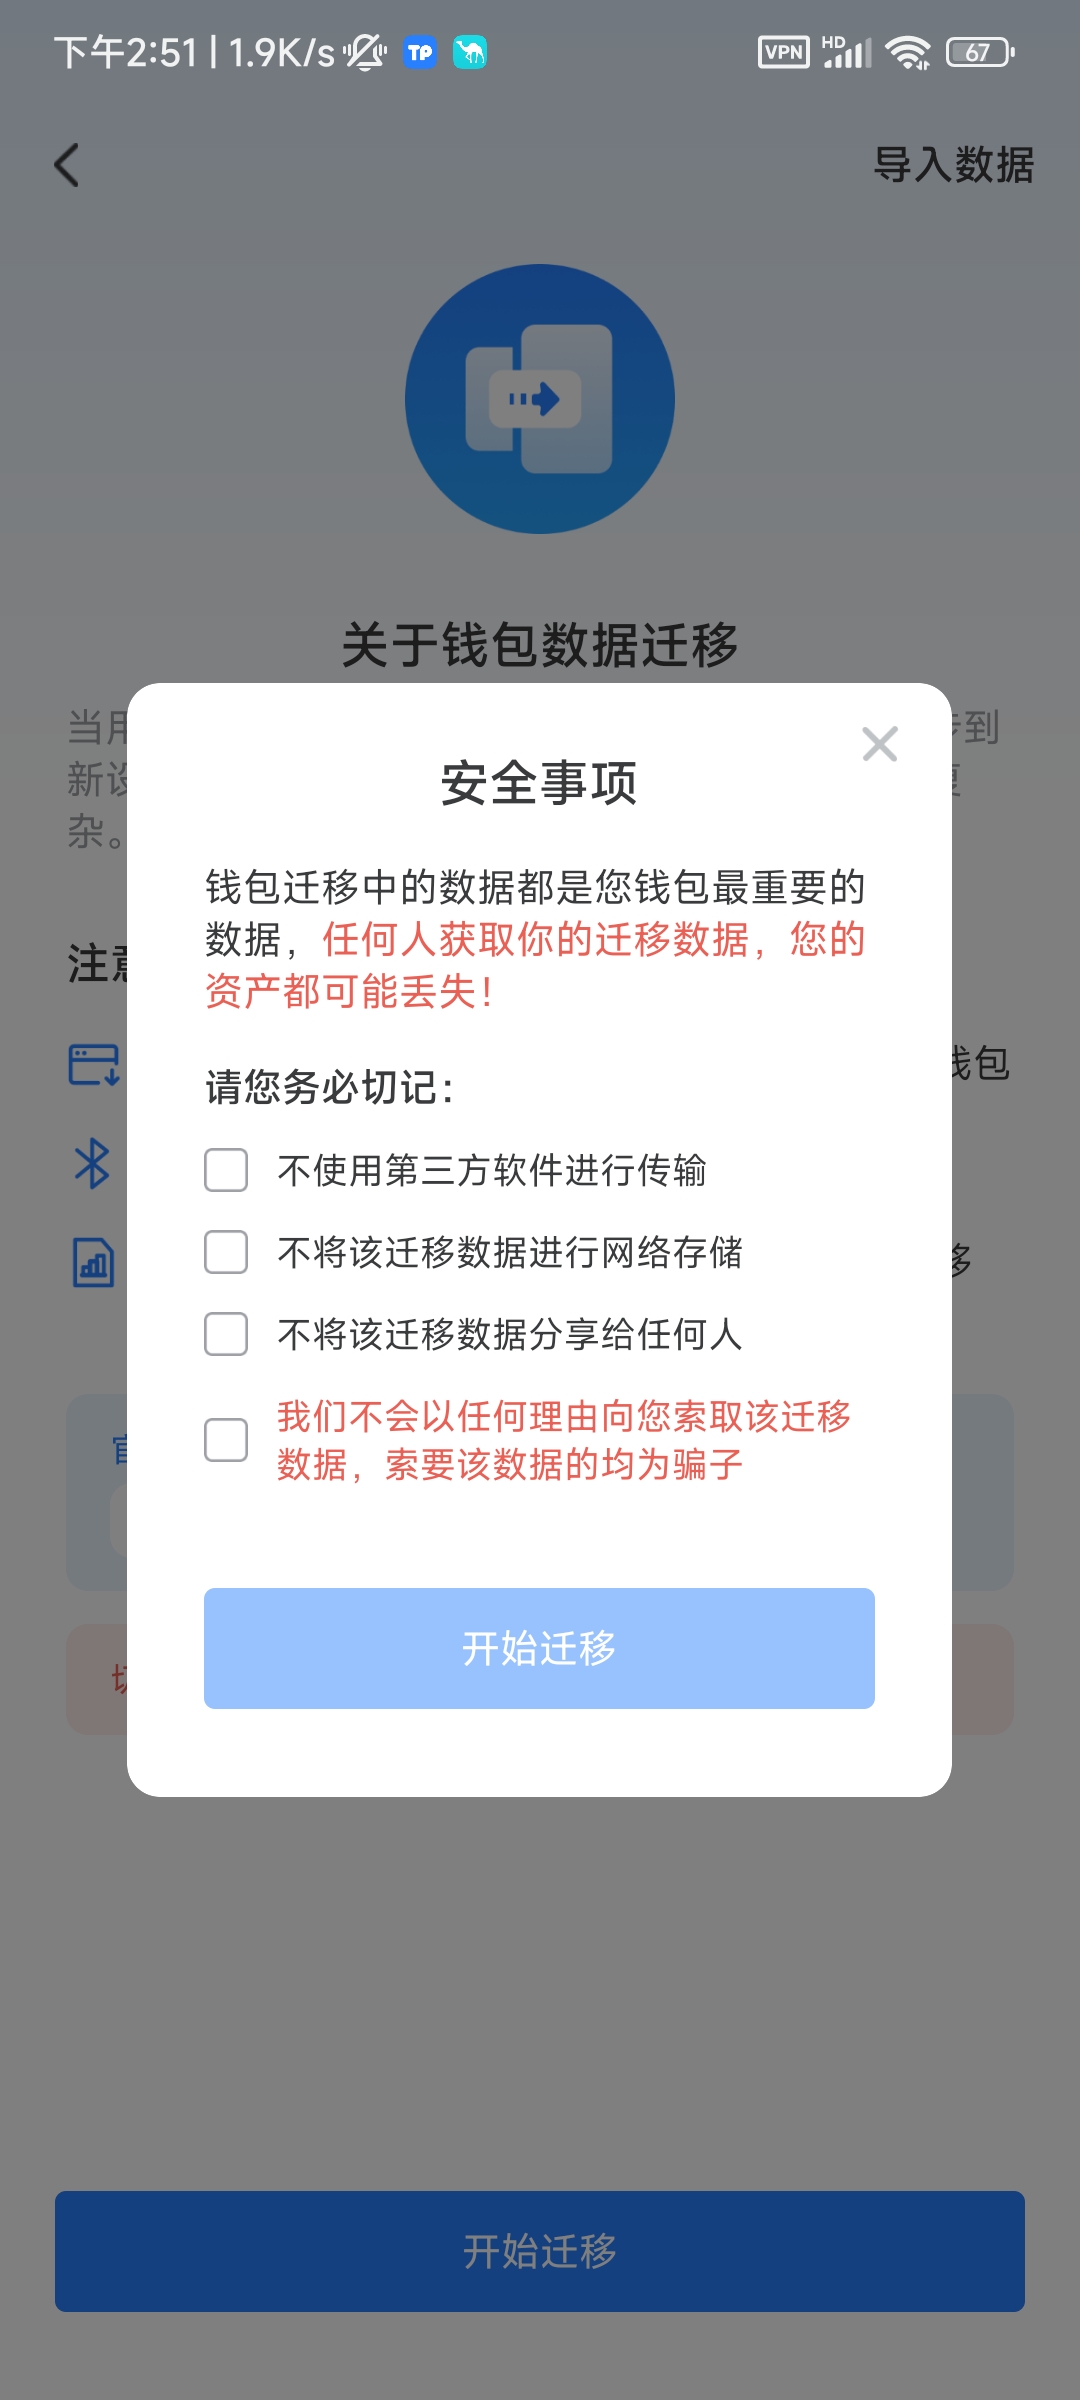 下午2:51 | 1.9K/s TP VPN HD 67
导入数据
关于钱包数据迁移
当用 步到
新设
杂。
安全事项
钱包迁移中的数据都是您钱包最重要的
数据，任何人获取你的迁移数据，您的
资产都可能丢失！
注意
请您务必切记：
钱包
不使用第三方软件进行传输
不将该迁移数据进行网络存储
移
不将该迁移数据分享给任何人
我们不会以任何理由向您索取该迁移
数据，索要该数据的均为骗子
开始迁移
切
开始迁移